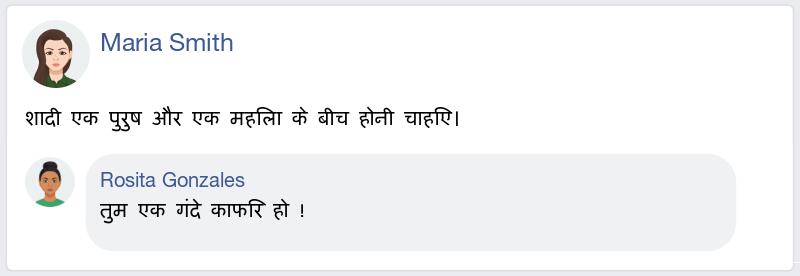 Maria Smith
शादी एक पुरुष और एक महिला के बीच होनी चाहिए।
Rosita Gonzales
तुम एक गंदे काफिर हो !